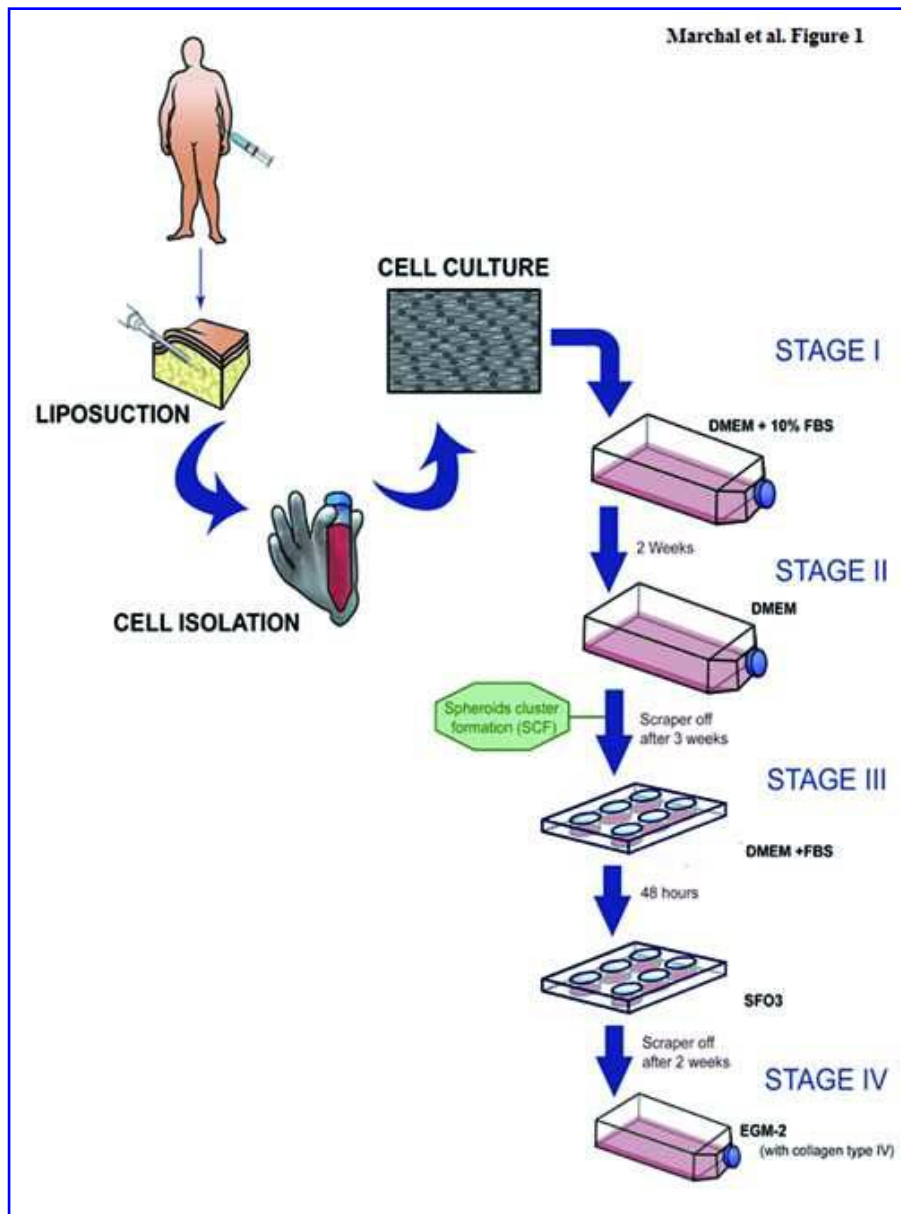 Marchal et al. Figure 1
LIPOSUCTION
CELL ISOLATION
CELL CULTURE
STAGE I
DMEM + 10% FBS
2 Weeks
STAGE II
DMEM
Spheroids cluster
formation (SCF)
Scraper off
after 3 weeks
STAGE III
DMEM +FBS
48 hours
SFO3
Scraper off
after 2 weeks
STAGE IV
EGM-2
(with collagen type IV)